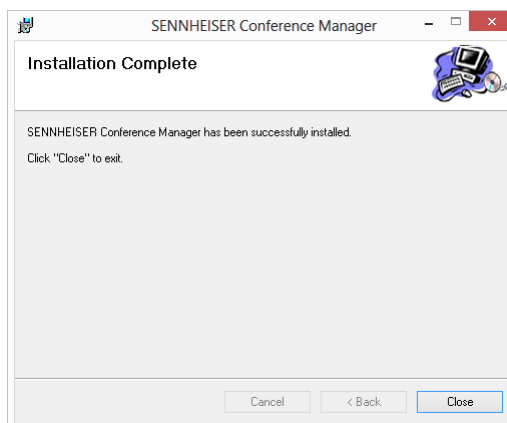 SENNHEISER Conference Manager
Installation Complete
SENNHEISER Conference Manager has been successfully installed.
Click "Close" to exit.
Cancel
< Back
Close